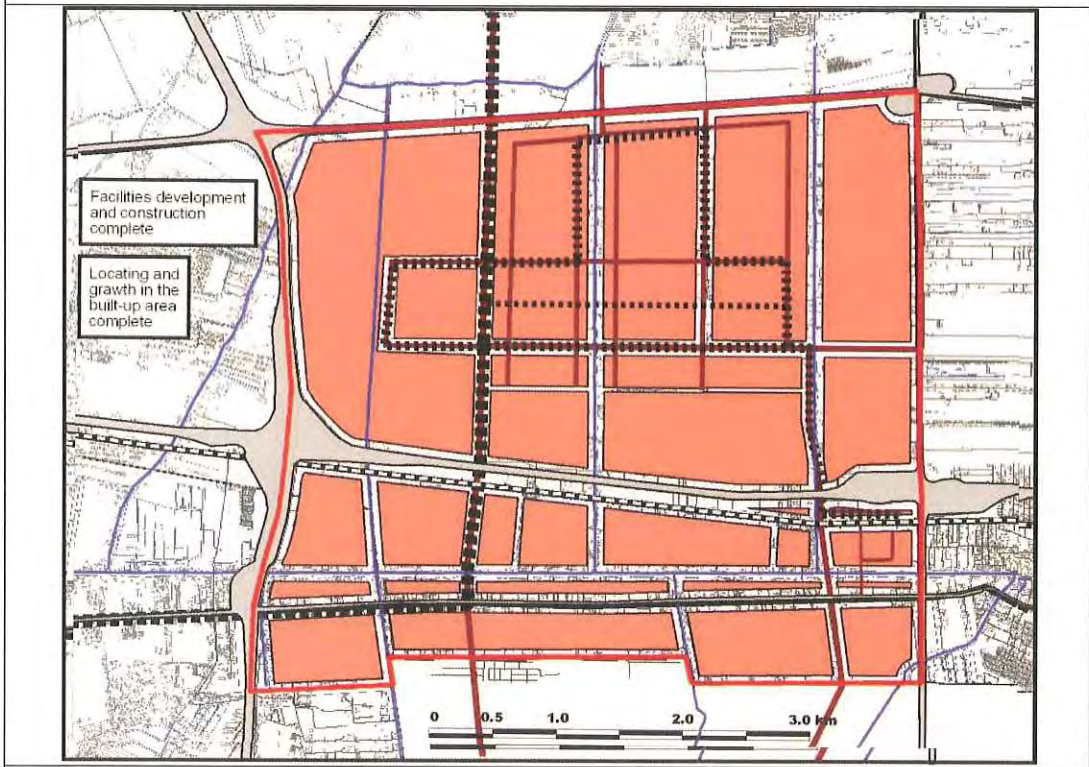 Facilities development
and construction
complete
Locating and
grawth in the
built-up area
complete
0 0.5 1.0 2.0 3.0 km